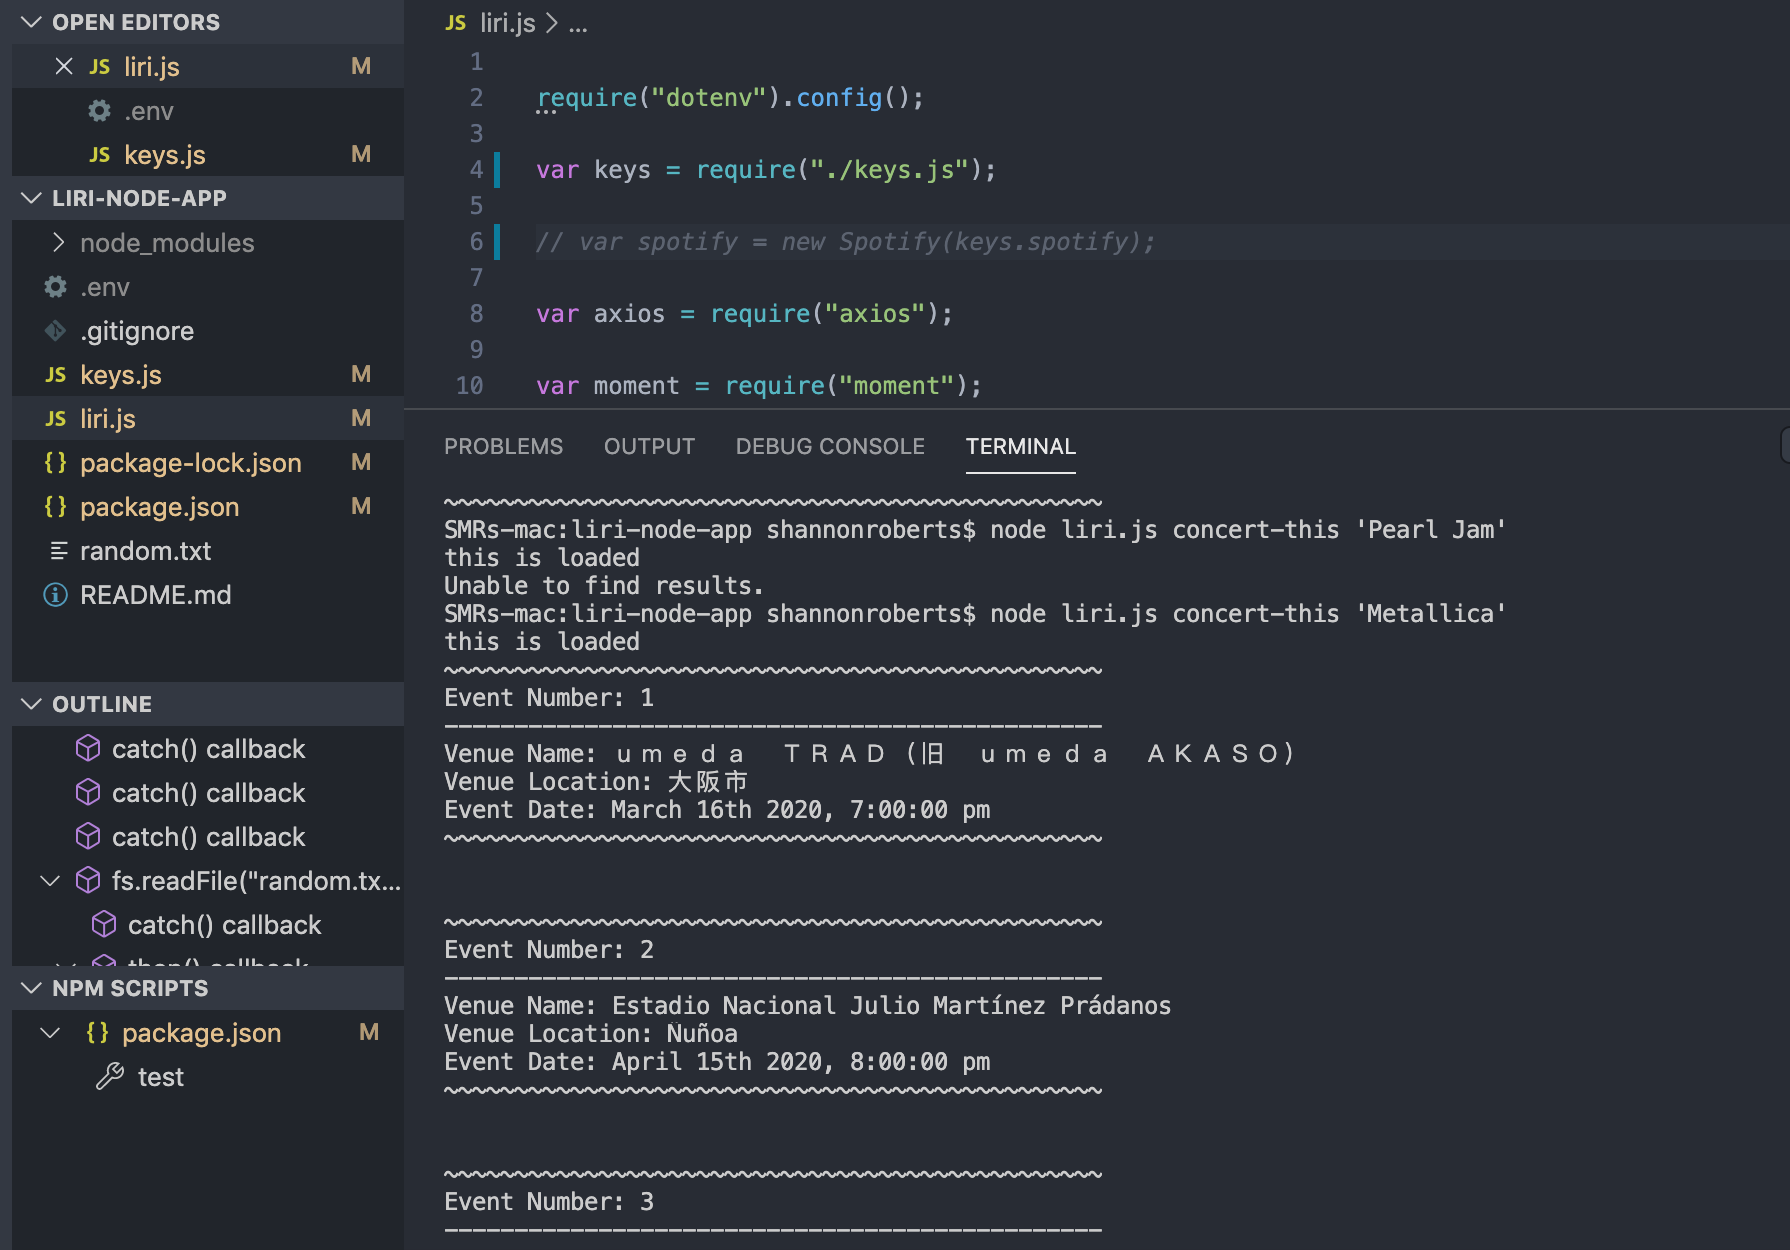 OPEN EDITORS
JS liri.js M
.env
JS keys.js M
LIRI-NODE-APP
node_modules
.env
.gitignore
JS keys.js M
JS liri.js M
{} package-lock.json M
{} package.json M
random.txt
README.md
OUTLINE
catch() callback
catch() callback
catch() callback
fs.readFile("random.tx...
catch() callback
then() callback
NPM SCRIPTS
{} package.json M
test
JS liri.js > ...
1
2 require("dotenv").config();
3
4 var keys = require("./keys.js");
5
6 // var spotify = new Spotify(keys.spotify);
7
8 var axios = require("axios");
9
10 var moment = require("moment");
PROBLEMS OUTPUT DEBUG CONSOLE TERMINAL
~~~~~~~~~~~~~~~~~~~~~~~~~~~~~~~~~~~~~~~~~~~~~~~
SMRs-mac:liri-node-app shannonroberts$ node liri.js concert-this 'Pearl Jam'
this is loaded
Unable to find results.
SMRs-mac:liri-node-app shannonroberts$ node liri.js concert-this 'Metallica'
this is loaded
~~~~~~~~~~~~~~~~~~~~~~~~~~~~~~~~~~~~~~~~~~~~~~~
Event Number: 1
-----------------------------------------------
Venue Name: ｕｍｅｄａ　ＴＲＡＤ（旧　ｕｍｅｄａ　ＡＫＡＳＯ）
Venue Location: 大阪市
Event Date: March 16th 2020, 7:00:00 pm
~~~~~~~~~~~~~~~~~~~~~~~~~~~~~~~~~~~~~~~~~~~~~~~
~~~~~~~~~~~~~~~~~~~~~~~~~~~~~~~~~~~~~~~~~~~~~~~
Event Number: 2
-----------------------------------------------
Venue Name: Estadio Nacional Julio Martínez Prádanos
Venue Location: Ñuñoa
Event Date: April 15th 2020, 8:00:00 pm
~~~~~~~~~~~~~~~~~~~~~~~~~~~~~~~~~~~~~~~~~~~~~~~
~~~~~~~~~~~~~~~~~~~~~~~~~~~~~~~~~~~~~~~~~~~~~~~
Event Number: 3
-----------------------------------------------